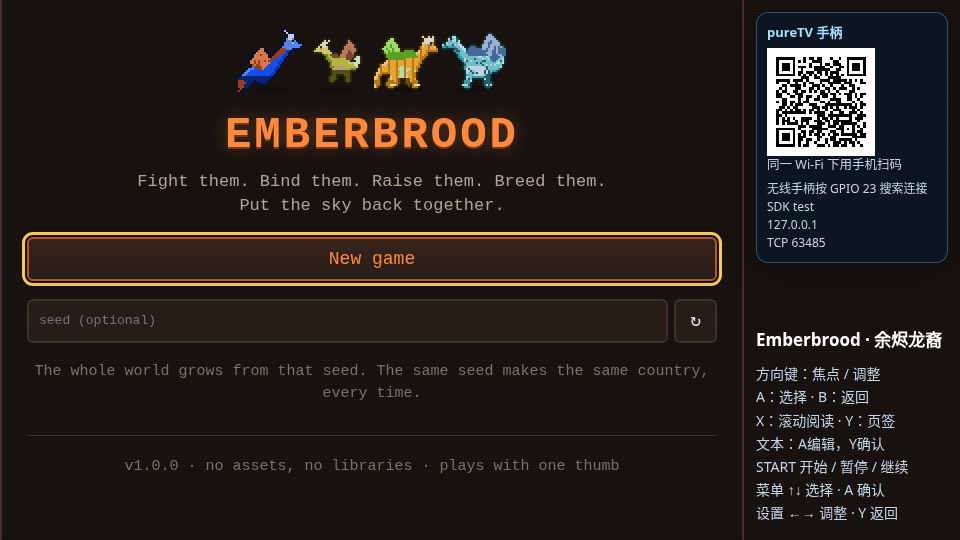 EMBERBROOD
Fight them. Bind them. Raise them. Breed them.
Put the sky back together.
New game
seed (optional)
↻
The whole world grows from that seed. The same seed makes the same country,
every time.
v1.0.0 · no assets, no libraries · plays with one thumb
pureTV 手柄
同一 Wi-Fi 下用手机扫码
无线手柄按 GPIO 23 搜索连接
SDK test
127.0.0.1
TCP 63485
Emberbrood · 余烬龙裔
方向键：焦点 / 调整
A：选择 · B：返回
X：滚动阅读 · Y：页签
文本：A编辑，Y确认
START 开始 / 暂停 / 继续
菜单 ↑↓ 选择 · A 确认
设置 ←→ 调整 · Y 返回